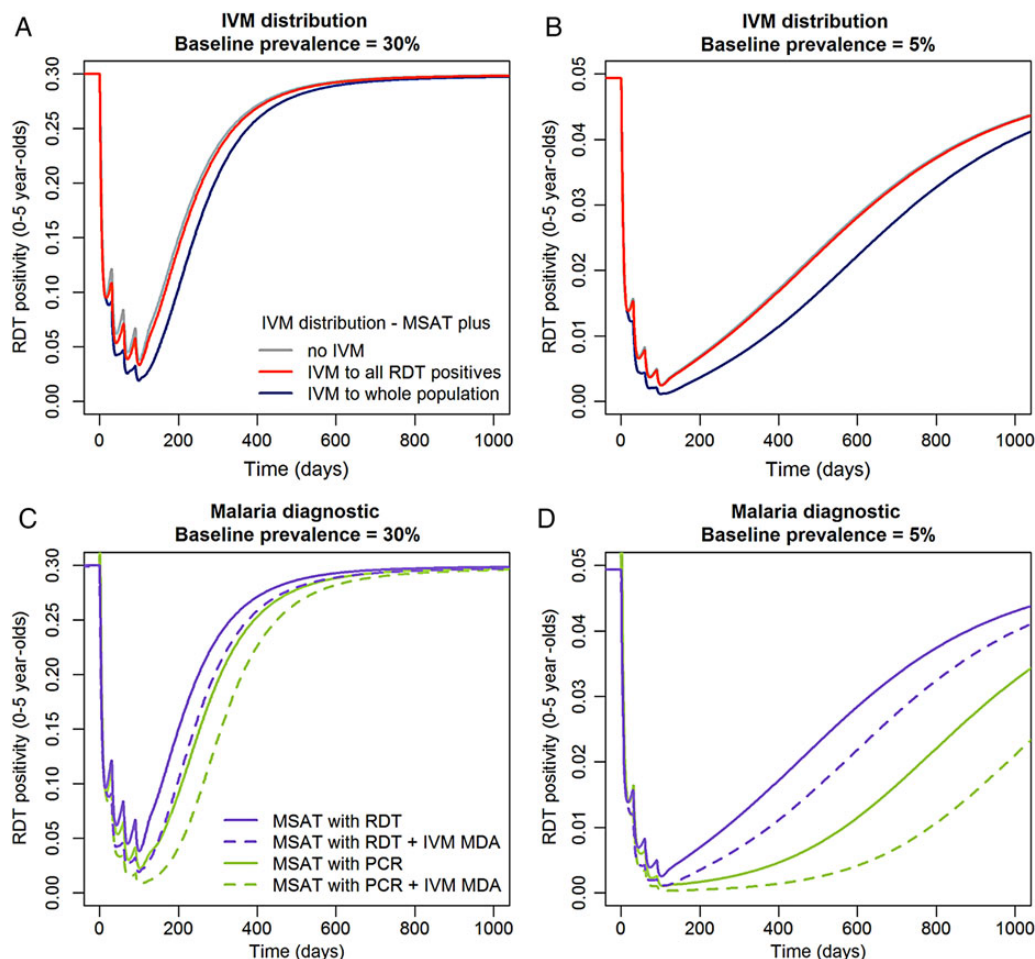 A
IVM distribution
Baseline prevalence = 30%
RDT positivity (0-5 year-olds)
0.30
0.25
0.20
0.15
0.10
0.05
0.00
IVM distribution - MSAT plus
no IVM
IVM to all RDT positives
IVM to whole population
0 200 400 600 800 1000
Time (days)
B
IVM distribution
Baseline prevalence = 5%
RDT positivity (0-5 year-olds)
0.05
0.04
0.03
0.02
0.01
0.00
0 200 400 600 800 1000
Time (days)
C
Malaria diagnostic
Baseline prevalence = 30%
RDT positivity (0-5 year-olds)
0.30
0.25
0.20
0.15
0.10
0.05
0.00
MSAT with RDT
MSAT with RDT + IVM MDA
MSAT with PCR
MSAT with PCR + IVM MDA
0 200 400 600 800 1000
Time (days)
D
Malaria diagnostic
Baseline prevalence = 5%
RDT positivity (0-5 year-olds)
0.05
0.04
0.03
0.02
0.01
0.00
0 200 400 600 800 1000
Time (days)